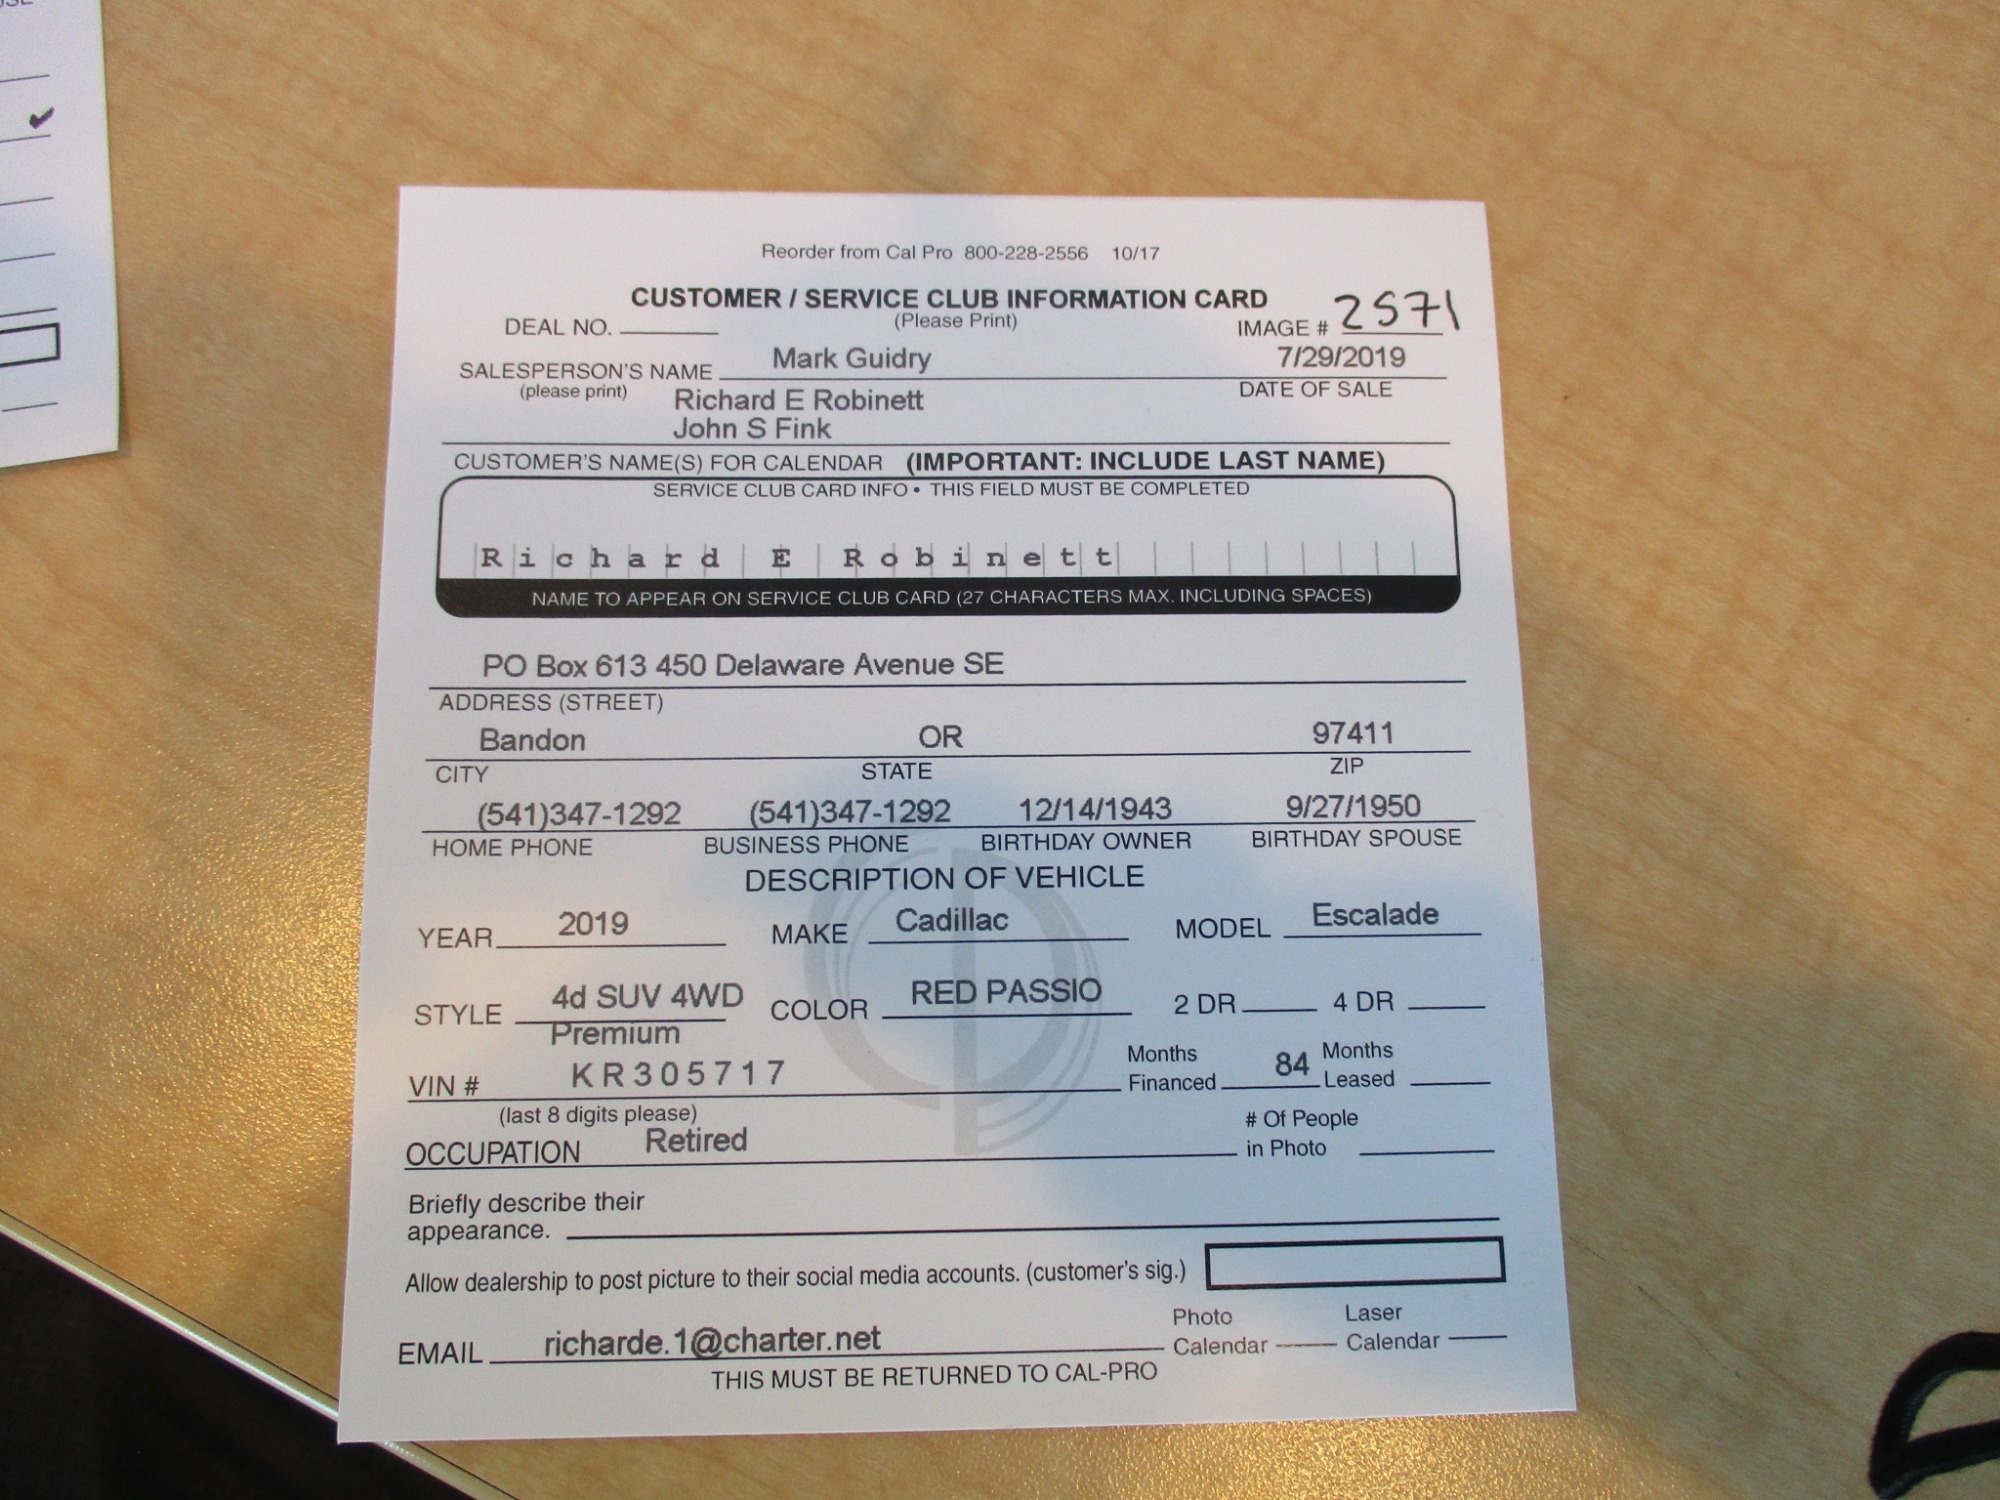 Reorder from Cal Pro 800-228-2556 10/17
CUSTOMER / SERVICE CLUB INFORMATION CARD
(Please Print)
DEAL NO. IMAGE # 2571
SALESPERSON'S NAME Mark Guidry 7/29/2019
(please print) DATE OF SALE
Richard E Robinett
John S Fink
CUSTOMER'S NAME(S) FOR CALENDAR (IMPORTANT: INCLUDE LAST NAME)
SERVICE CLUB CARD INFO • THIS FIELD MUST BE COMPLETED
Richard E Robinett
NAME TO APPEAR ON SERVICE CLUB CARD (27 CHARACTERS MAX. INCLUDING SPACES)
PO Box 613 450 Delaware Avenue SE
ADDRESS (STREET)
Bandon OR 97411
CITY STATE ZIP
(541)347-1292 (541)347-1292 12/14/1943 9/27/1950
HOME PHONE BUSINESS PHONE BIRTHDAY OWNER BIRTHDAY SPOUSE
DESCRIPTION OF VEHICLE
YEAR 2019 MAKE Cadillac MODEL Escalade
STYLE 4d SUV 4WD COLOR RED PASSIO 2 DR 4 DR
Premium
VIN # KR305717 Months Financed 84 Months Leased
(last 8 digits please)
OCCUPATION Retired # Of People in Photo
Briefly describe their
appearance.
Allow dealership to post picture to their social media accounts. (customer's sig.)
EMAIL richarde.1@charter.net Photo Calendar Laser Calendar
THIS MUST BE RETURNED TO CAL-PRO